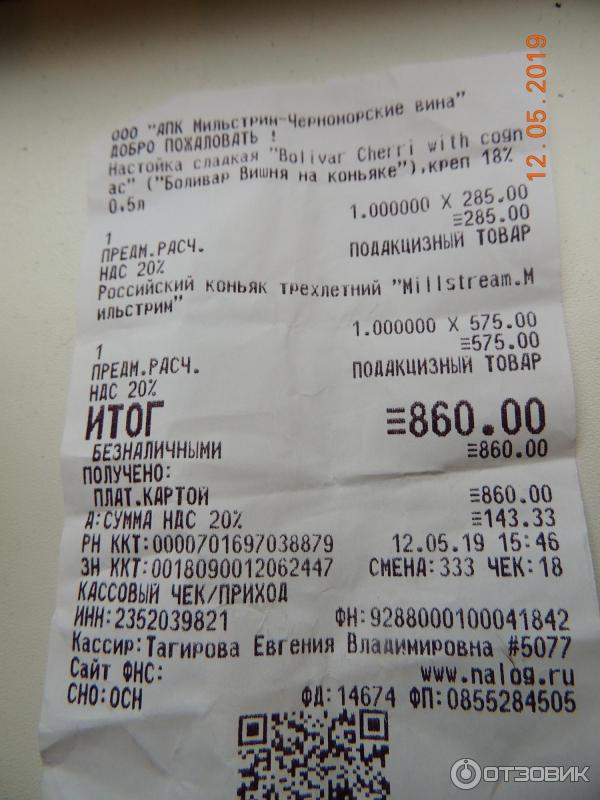 12.05.2019
ООО "АПК Мильстрим-Черноморские вина"
ДОБРО ПОЖАЛОВАТЬ !
Настойка сладкая "Bolivar Cherri with cogn
ac" ("Боливар Вишня на коньяке"),креп 18%
0.5л
1.000000 X 285.00
≡285.00
1
ПРЕДМ.РАСЧ.
ПОДАКЦИЗНЫЙ ТОВАР
НДС 20%
Российский коньяк трехлетний "Millstream.М
ильстрим"
1.000000 X 575.00
≡575.00
1
ПРЕДМ.РАСЧ.
ПОДАКЦИЗНЫЙ ТОВАР
НДС 20%
ИТОГ ≡860.00
БЕЗНАЛИЧНЫМИ ≡860.00
ПОЛУЧЕНО:
ПЛАТ.КАРТОЙ ≡860.00
А:СУММА НДС 20% ≡143.33
РН ККТ:0000701697038879 12.05.19 15:46
ЗН ККТ:0018090012062447 СМЕНА:333 ЧЕК:18
КАССОВЫЙ ЧЕК/ПРИХОД
ИНН:2352039821 ФН:9288000100041842
Кассир:Тагирова Евгения Владимировна #5077
Сайт ФНС: www.nalog.ru
СНО:ОСН ФД:14674 ФП:0855284505
ОТЗОВИК